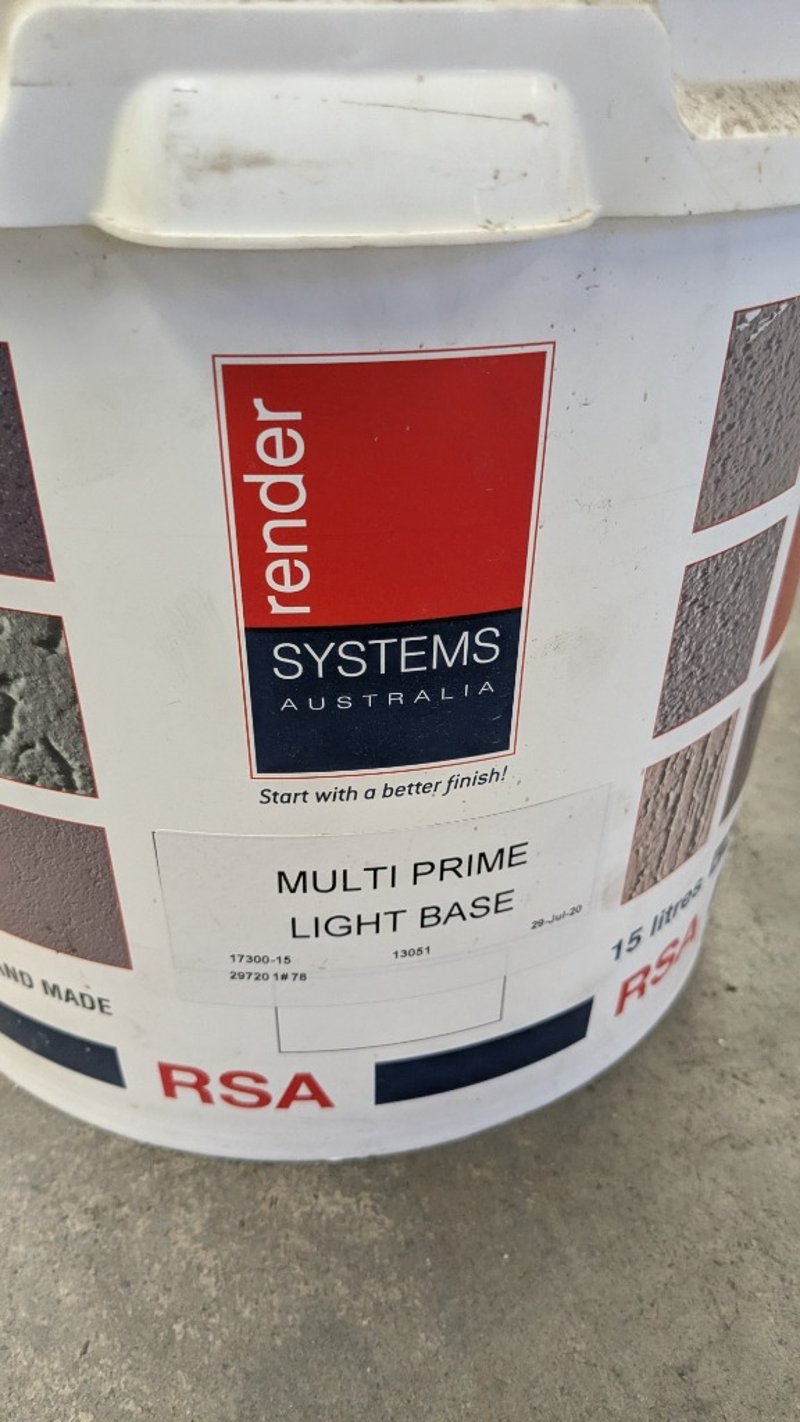 render
SYSTEMS
AUSTRALIA
Start with a better finish!
MULTI PRIME
LIGHT BASE
29-Jul-20
17300-15
13051
29720 1# 78
15 litres
RSA
MADE
RSA